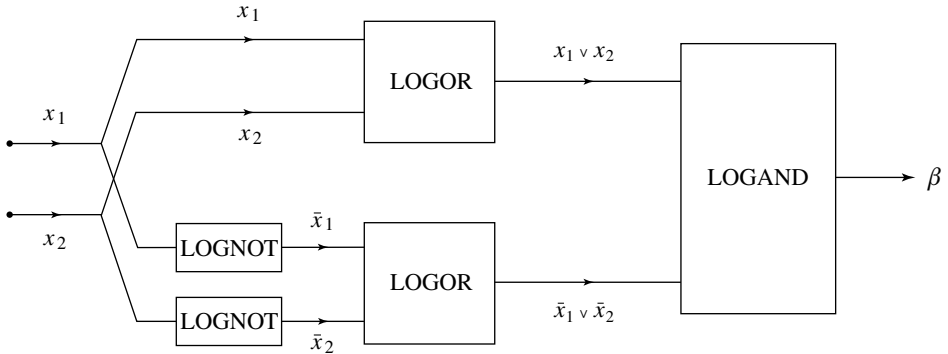 x₁
LOGOR
x₁ ∨ x₂
x₁
x₂
LOGAND
β
x₂
LOGNOT
x̄₁
LOGOR
x̄₁ ∨ x̄₂
LOGNOT
x̄₂